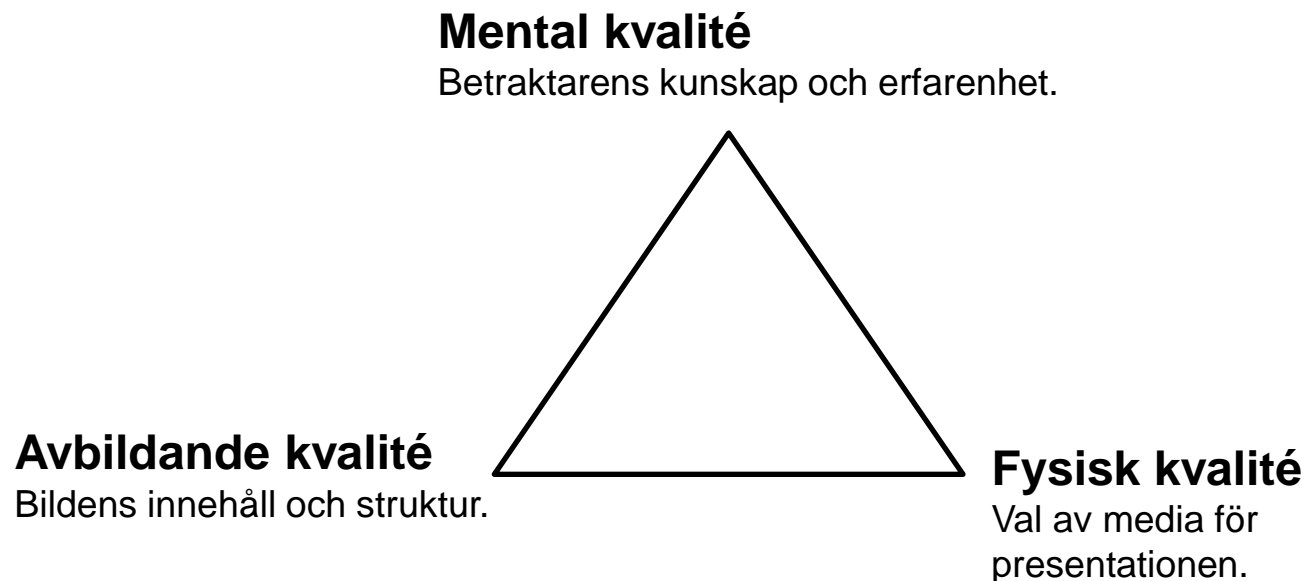 Mental kvalité
Betraktarens kunskap och erfarenhet.
Avbildande kvalité
Bildens innehåll och struktur.
Fysisk kvalité
Val av media för
presentationen.